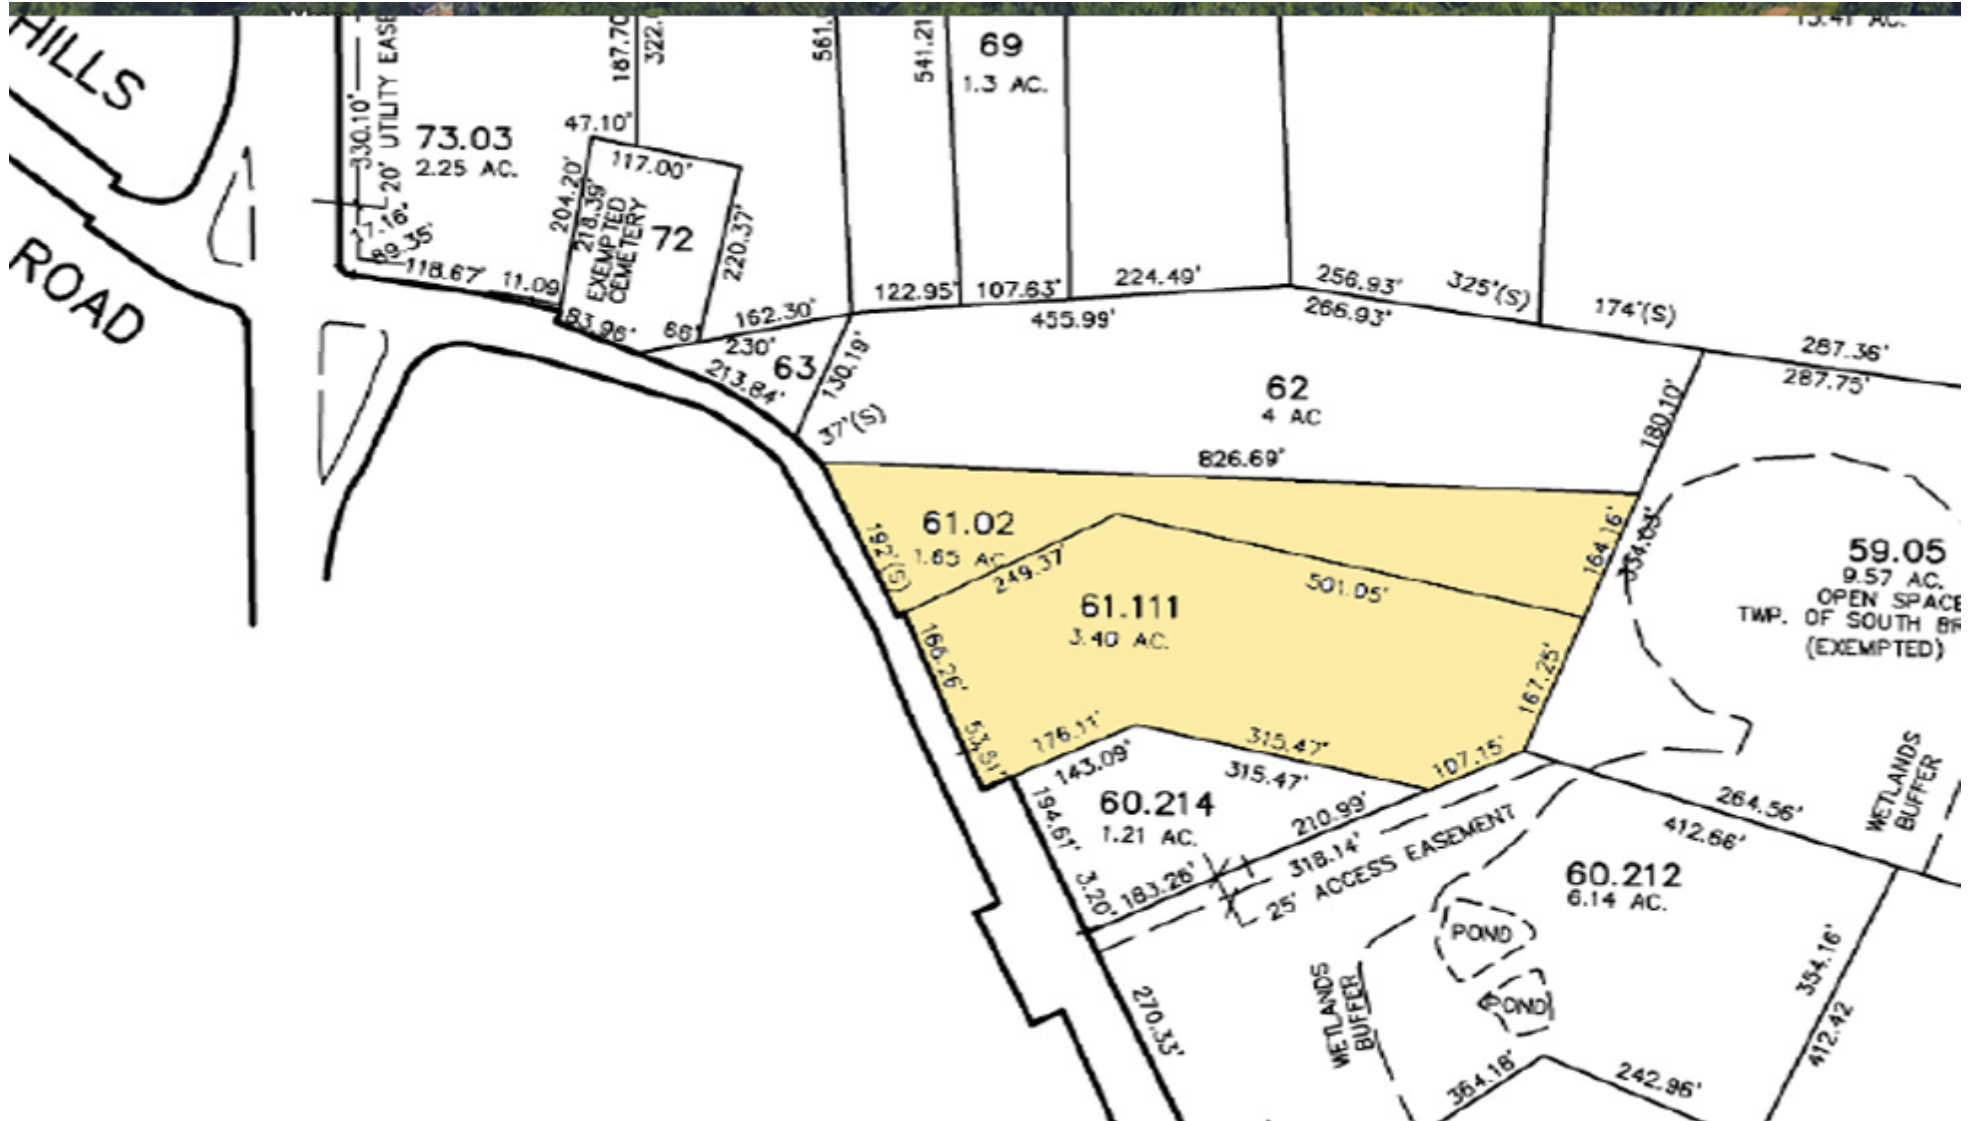 13.41 AC.
HILLS
ROAD
187.70
322.
561.
541.21
69
1.3 AC.
330.10'
20' UTILITY EASE
73.03
2.25 AC.
47.10'
117.00'
204.20'
218.39'
EXEMPTED
CEMETERY
72
220.37'
17.16'
89.35'
118.67'
11.09
83.96'
66'
162.30'
122.95'
107.63'
224.49'
256.93'
325'(S)
174'(S)
287.36'
455.99'
266.93'
287.75'
230'
63
213.84'
130.19'
37'(S)
62
4 AC
180.10'
826.69'
61.02
1.65 AC.
192'(S)
249.37'
501.05'
164.16'
334.03'
59.05
9.57 AC.
OPEN SPACE
TWP. OF SOUTH BR
(EXEMPTED)
61.111
3.40 AC.
166.26'
53.61'
176.11'
315.47'
107.15'
167.25'
143.09'
315.47'
60.214
1.21 AC.
194.61'
3.20'
183.26'
210.99'
318.14'
25' ACCESS EASEMENT
264.56'
412.66'
WETLANDS
BUFFER
60.212
6.14 AC.
POND
POND
WETLANDS
BUFFER
354.16'
412.42
270.33'
364.16'
242.96'